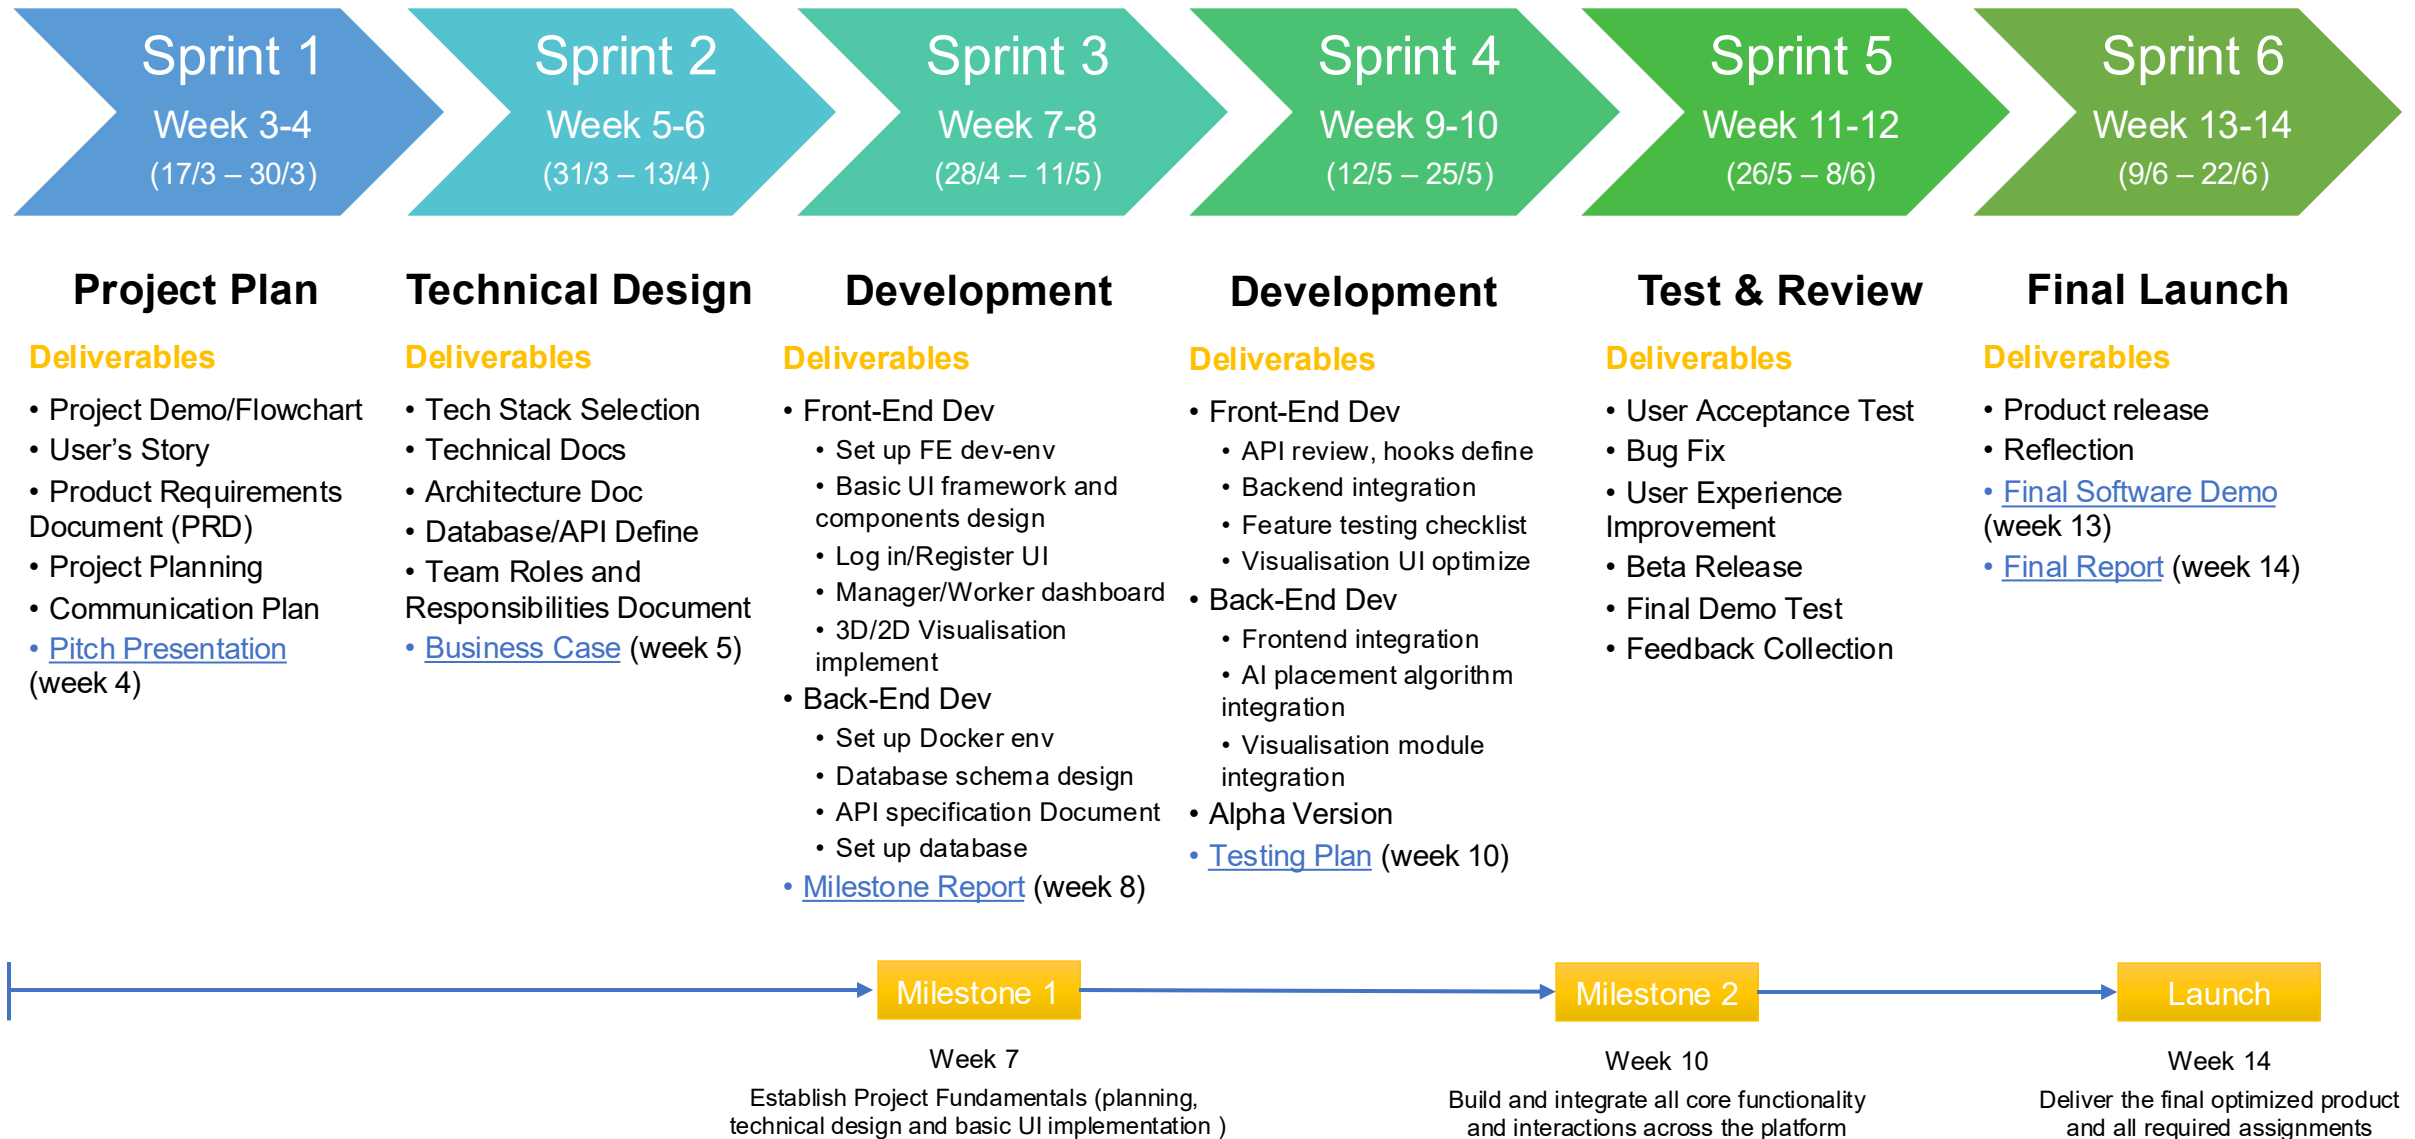 Sprint 1
Week 3-4
(17/3 – 30/3)
Sprint 2
Week 5-6
(31/3 – 13/4)
Sprint 3
Week 7-8
(28/4 – 11/5)
Sprint 4
Week 9-10
(12/5 – 25/5)
Sprint 5
Week 11-12
(26/5 – 8/6)
Sprint 6
Week 13-14
(9/6 – 22/6)
Project Plan
Deliverables
• Project Demo/Flowchart
• User’s Story
• Product Requirements
Document (PRD)
• Project Planning
• Communication Plan
• Pitch Presentation
(week 4)
Technical Design
Deliverables
• Tech Stack Selection
• Technical Docs
• Architecture Doc
• Database/API Define
• Team Roles and
Responsibilities Document
• Business Case (week 5)
Development
Deliverables
• Front-End Dev
• Set up FE dev-env
• Basic UI framework and
components design
• Log in/Register UI
• Manager/Worker dashboard
• 3D/2D Visualisation
implement
• Back-End Dev
• Set up Docker env
• Database schema design
• API specification Document
• Set up database
• Milestone Report (week 8)
Development
Deliverables
• Front-End Dev
• API review, hooks define
• Backend integration
• Feature testing checklist
• Visualisation UI optimize
• Back-End Dev
• Frontend integration
• AI placement algorithm
integration
• Visualisation module
integration
• Alpha Version
• Testing Plan (week 10)
Test & Review
Deliverables
• User Acceptance Test
• Bug Fix
• User Experience
Improvement
• Beta Release
• Final Demo Test
• Feedback Collection
Final Launch
Deliverables
• Product release
• Reflection
• Final Software Demo
(week 13)
• Final Report (week 14)
Milestone 1
Week 7
Establish Project Fundamentals (planning,
technical design and basic UI implementation )
Milestone 2
Week 10
Build and integrate all core functionality
and interactions across the platform
Launch
Week 14
Deliver the final optimized product
and all required assignments